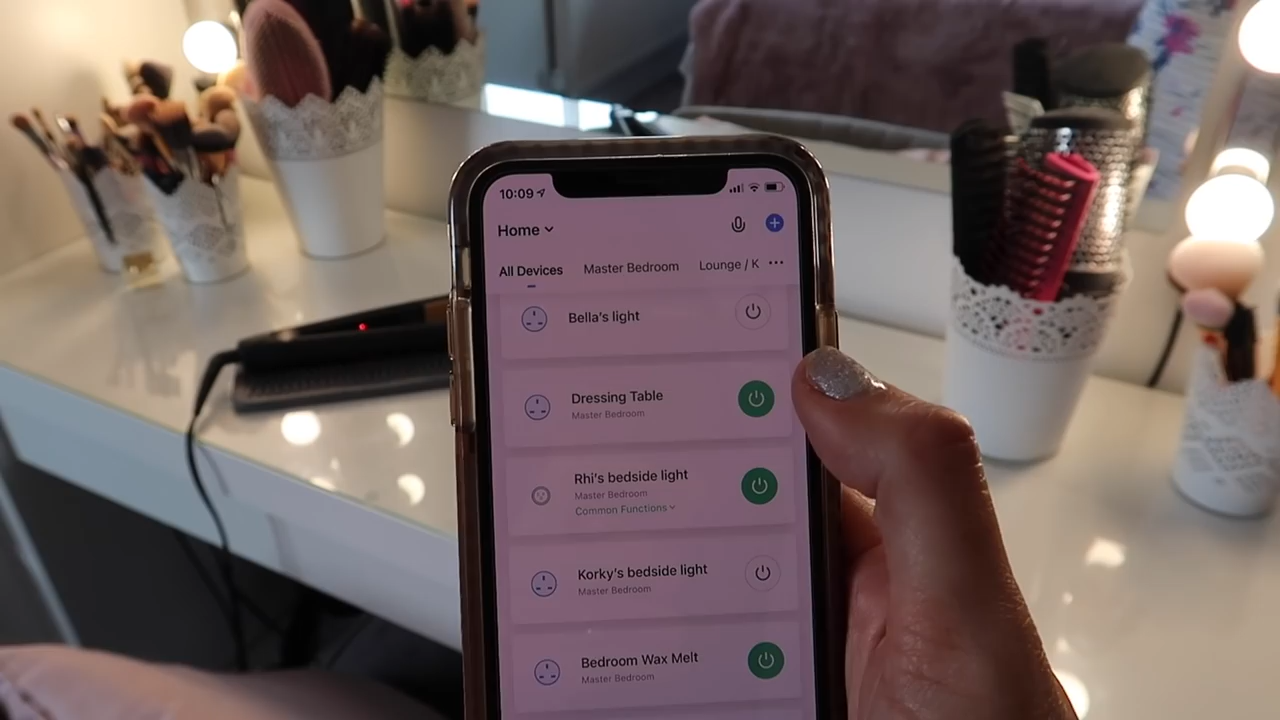 10:09
Home
All Devices Master Bedroom Lounge / K
Bella's light
Dressing Table
Master Bedroom
Rhi's bedside light
Master Bedroom
Common Functions
Korky's bedside light
Master Bedroom
Bedroom Wax Melt
Master Bedroom